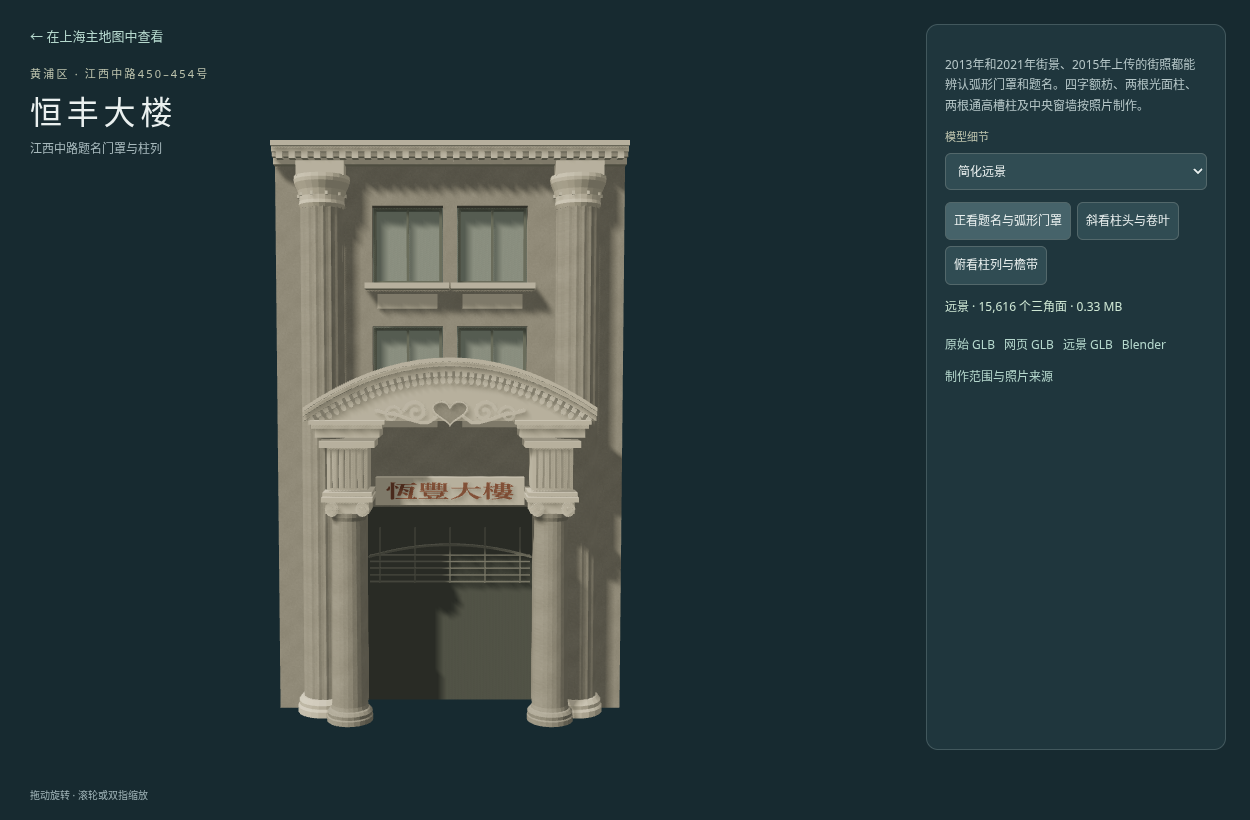 ← 在上海主地图中查看
黄浦区 · 江西中路450–454号
恒丰大楼
江西中路题名门罩与柱列
恆豐大樓
拖动旋转 · 滚轮或双指缩放
2013年和2021年街景、2015年上传的街照都能
辨认弧形门罩和题名。四字额枋、两根光面柱、
两根通高槽柱及中央窗墙按照片制作。
模型细节
简化远景
正看题名与弧形门罩 斜看柱头与卷叶
俯看柱列与檐带
远景 · 15,616 个三角面 · 0.33 MB
原始 GLB 网页 GLB 远景 GLB Blender
制作范围与照片来源